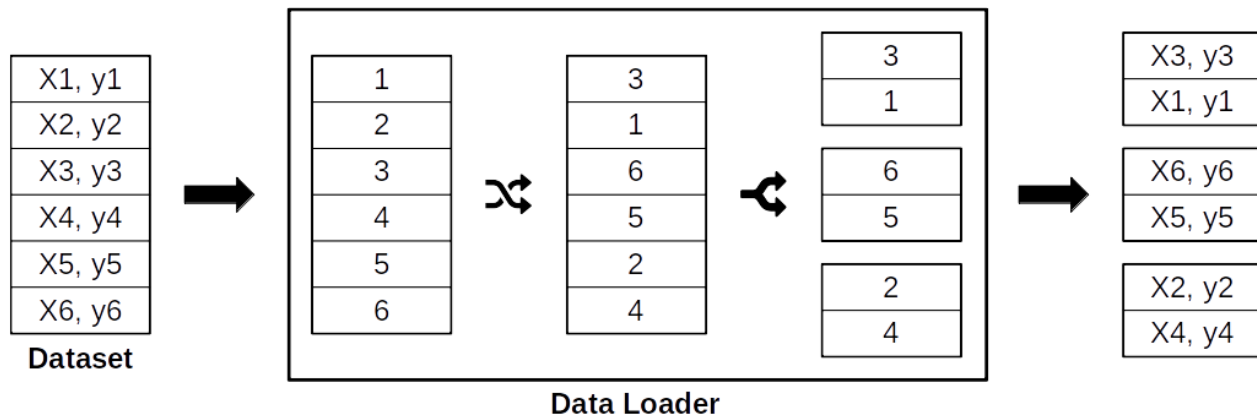 X1, y1
X2, y2
X3, y3
X4, y4
X5, y5
X6, y6
Dataset
1
2
3
4
5
6
3
1
6
5
2
4
3
1
6
5
2
4
Data Loader
X3, y3
X1, y1
X6, y6
X5, y5
X2, y2
X4, y4